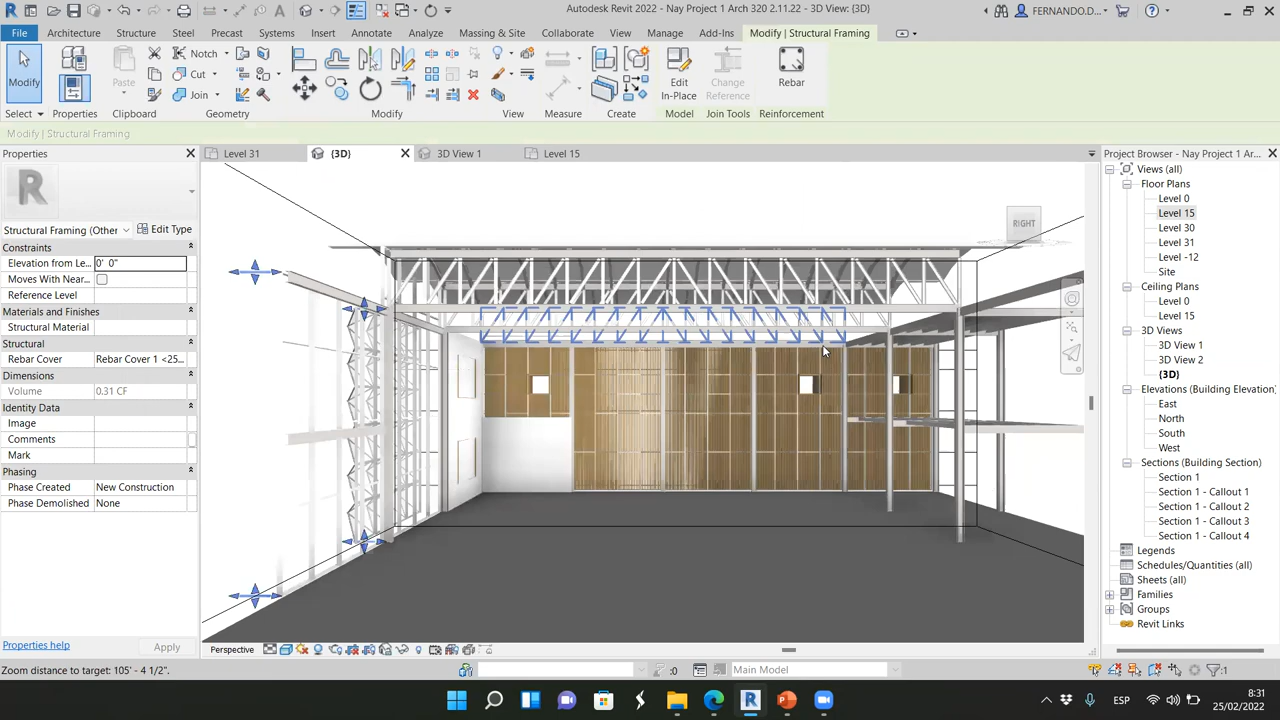 Autodesk Revit 2022 - Nay Project 1 Arch 320 2.11.22 - 3D View: {3D}
FERNANDO.D...
File Architecture Structure Steel Precast Systems Insert Annotate Analyze Massing & Site Collaborate View Manage Add-Ins Modify | Structural Framing
Modify
Paste
Notch
Cut
Join
Edit
In-Place
Change
Reference
Rebar
Select Properties Clipboard Geometry Modify View Measure Create Model Join Tools Reinforcement
Modify | Structural Framing
Properties
Level 31
{3D}
3D View 1
Level 15
Project Browser - Nay Project 1 Ar...
R
Structural Framing (Other
Edit Type
Constraints
Elevation from Le... 0' 0"
Moves With Near...
Reference Level
Materials and Finishes
Structural Material
Structural
Rebar Cover Rebar Cover 1 <25...
Dimensions
Volume 0.31 CF
Identity Data
Image
Comments
Mark
Phasing
Phase Created New Construction
Phase Demolished None
Properties help
Apply
RIGHT
Views (all)
Floor Plans
Level 0
Level 15
Level 30
Level 31
Level -12
Site
Ceiling Plans
Level 0
Level 15
3D Views
3D View 1
3D View 2
{3D}
Elevations (Building Elevation
East
North
South
West
Sections (Building Section)
Section 1
Section 1 - Callout 1
Section 1 - Callout 2
Section 1 - Callout 3
Section 1 - Callout 4
Legends
Schedules/Quantities (all)
Sheets (all)
Families
Groups
Revit Links
Perspective
Zoom distance to target: 105' - 4 1/2".
:0
Main Model
:1
ESP
8:31
25/02/2022